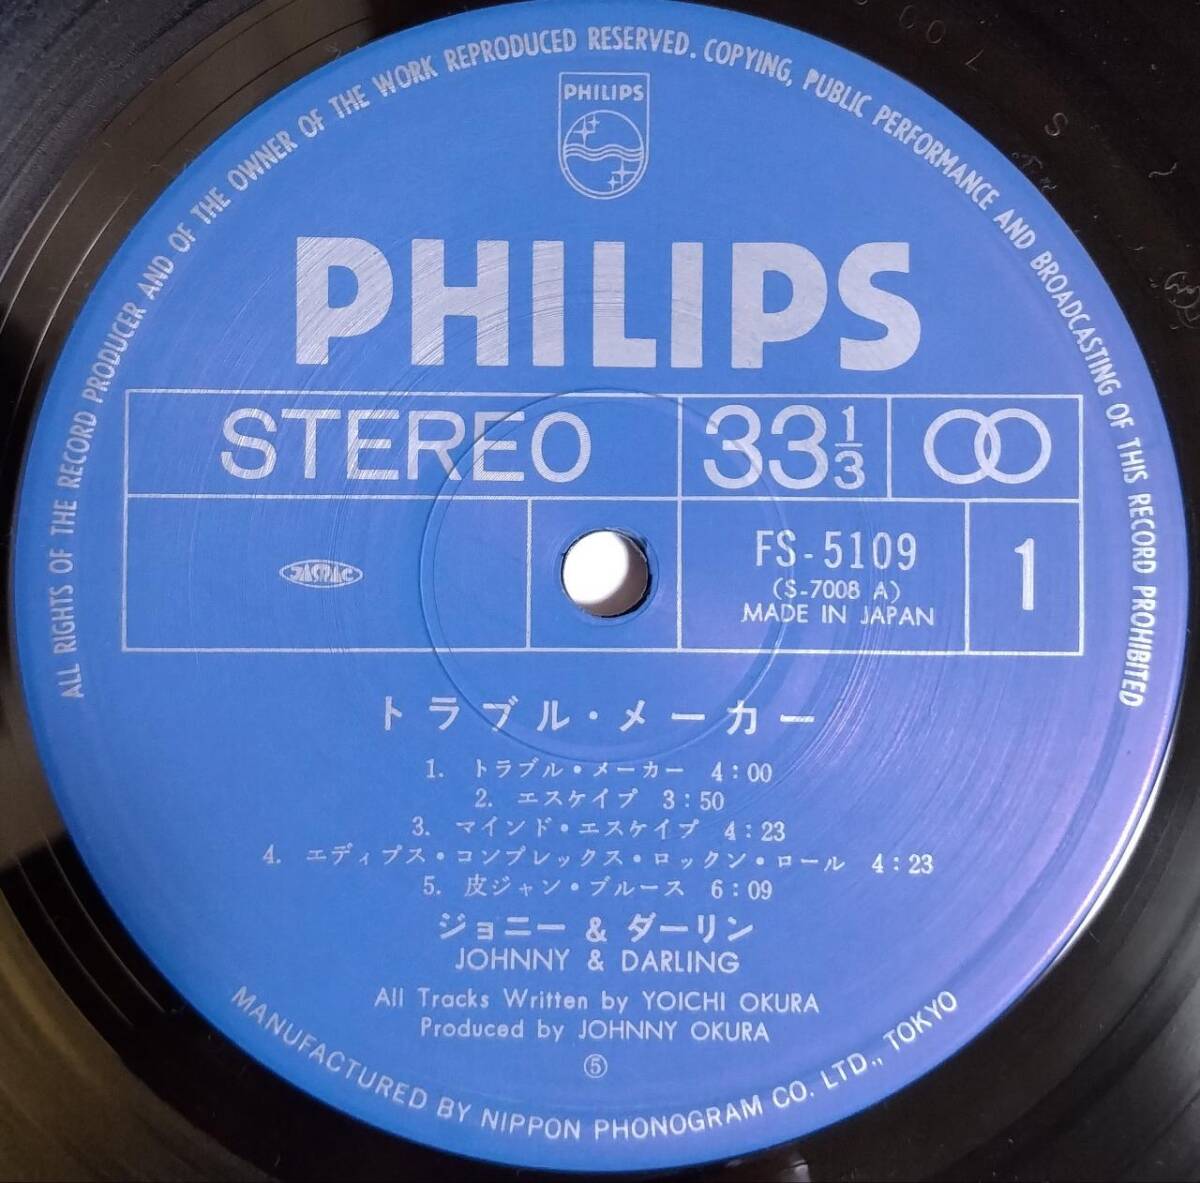 ALL RIGHTS OF THE RECORD PRODUCER AND OF THE OWNER OF THE WORK REPRODUCED RESERVED. COPYING, PUBLIC PERFORMANCE AND BROADCASTING OF THIS RECORD PROHIBITED
PHILIPS
PHILIPS
STEREO
33 1/3
JASRAC
FS-5109
(S-7008 A)
MADE IN JAPAN
1
トラブル・メーカー
1. トラブル・メーカー 4:00
2. エスケイプ 3:50
3. マインド・エスケイプ 4:23
4. エディプス・コンプレックス・ロックン・ロール 4:23
5. 皮ジャン・ブルース 6:09
ジョニー & ダーリン
JOHNNY & DARLING
All Tracks Written by YOICHI OKURA
Produced by JOHNNY OKURA
⑤
MANUFACTURED BY NIPPON PHONOGRAM CO. LTD., TOKYO